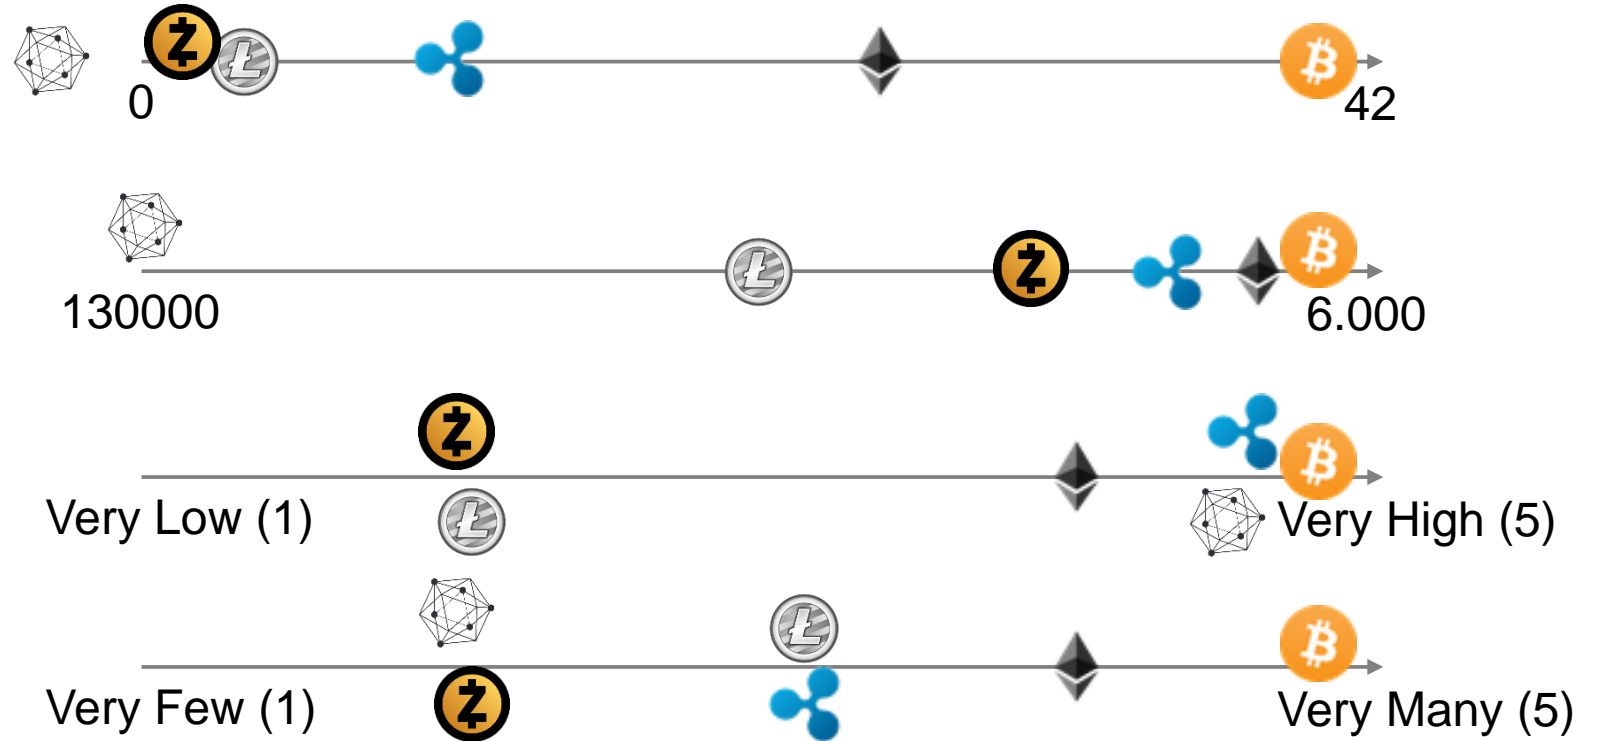 0
42
130000
6.000
Very Low (1)
Very High (5)
Very Few (1)
Very Many (5)